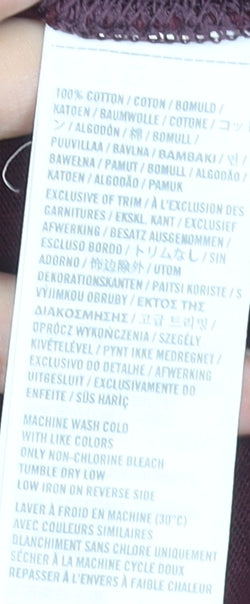 100% COTTON / COTON / BOMULD /
KATOEN / BAUMWOLLE / COTONE / コット
ン / ALGODÓN / 棉 / BOMULL /
PUUVILLAA / BAVLNA / ΒΑΜΒΑΚΙ / 면 /
BAWEŁNA / PAMUT / BOMULL / ALGODÃO /
KATOEN / ALGODÃO / PAMUK
EXCLUSIVE OF TRIM / À L'EXCLUSION DES
GARNITURES / EKSKL. KANT / EXCLUSIEF
AFWERKING / BESATZ AUSGENOMMEN /
ESCLUSO BORDO / トリムなし / SIN
ADORNO / 饰边除外 / UTOM
DEKORATIONSKANTEN / PAITSI KORISTE / S
VÝJIMKOU OBRUBY / ΕΚΤΟΣ ΤΗΣ
ΔΙΑΚΟΣΜΗΣΗΣ / 고급 트리밍 /
OPRÓCZ WYKOŃCZENIA / SZEGÉLY
KIVÉTELÉVEL / PYNT IKKE MEDREGNET /
EXCLUSIVO DO DETALHE / AFWERKING
UITGESLUIT / EXCLUSIVAMENTE DO
ENFEITE / SÜS HARİÇ
MACHINE WASH COLD
WITH LIKE COLORS
ONLY NON-CHLORINE BLEACH
TUMBLE DRY LOW
LOW IRON ON REVERSE SIDE
LAVER À FROID EN MACHINE (30°C)
AVEC COULEURS SIMILAIRES
BLANCHIMENT SANS CHLORE UNIQUEMENT
SÉCHER À LA MACHINE CYCLE DOUX
REPASSER À L'ENVERS À FAIBLE CHALEUR